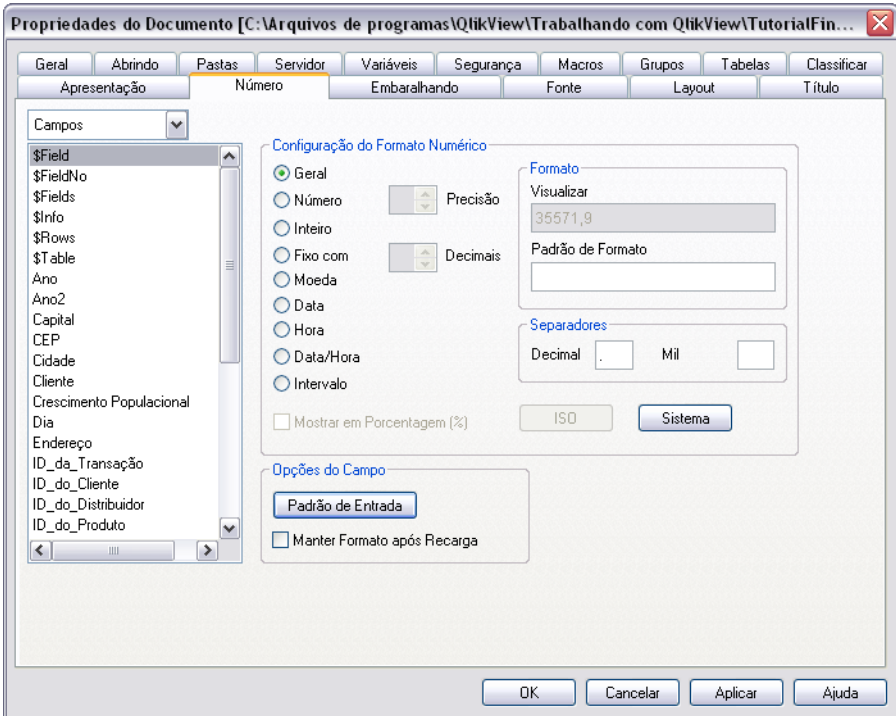 Propriedades do Documento [C:\Arquivos de programas\QlikView\Trabalhando com QlikView\TutorialFin...
Geral Abrindo Pastas Servidor Variáveis Segurança Macros Grupos Tabelas Classificar
Apresentação Número Embaralhando Fonte Layout Título
Campos
$Field
$FieldNo
$Fields
$Info
$Rows
$Table
Ano
Ano2
Capital
CEP
Cidade
Cliente
Crescimento Populacional
Dia
Endereço
ID_da_Transação
ID_do_Cliente
ID_do_Distribuidor
ID_do_Produto
Configuração do Formato Numérico
Geral
Número Precisão
Inteiro
Fixo com Decimais
Moeda
Data
Hora
Data/Hora
Intervalo
Mostrar em Porcentagem (%)
Formato
Visualizar
35571,9
Padrão de Formato
Separadores
Decimal . Mil
ISO Sistema
Opções do Campo
Padrão de Entrada
Manter Formato após Recarga
OK Cancelar Aplicar Ajuda